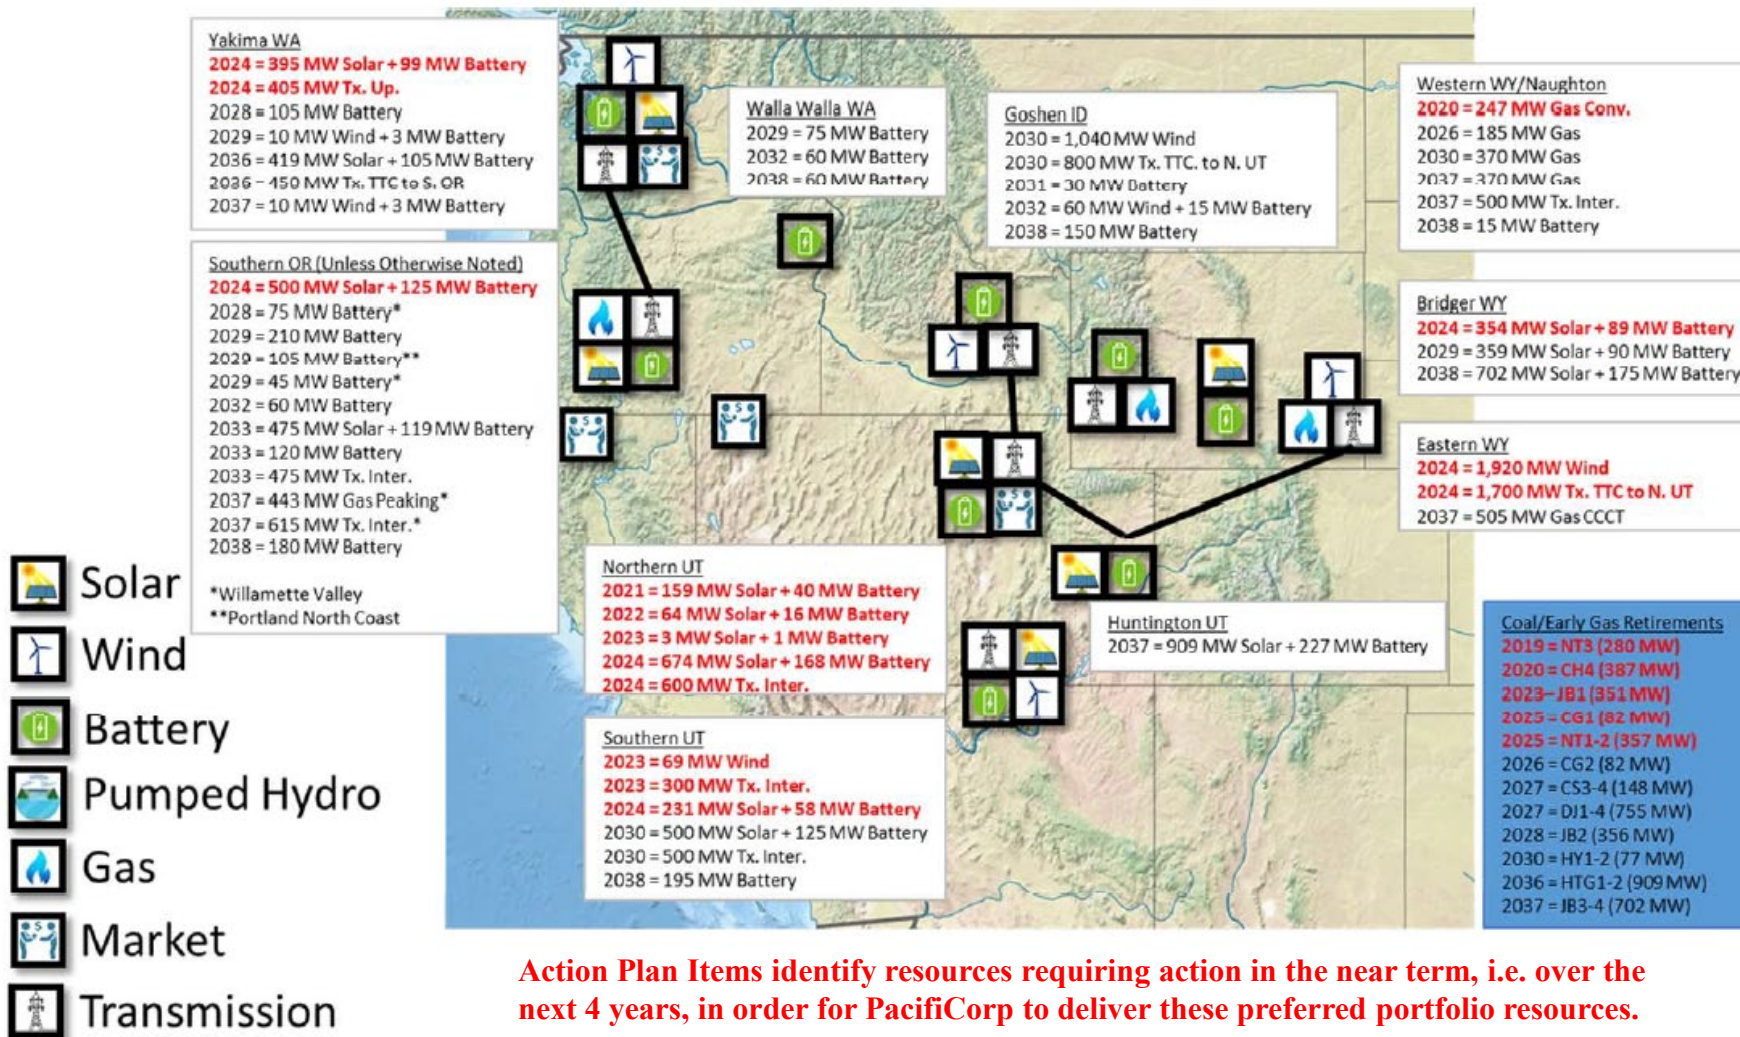 Yakima WA
2024 = 395 MW Solar + 99 MW Battery
2024 = 405 MW Tx. Up.
2028 = 105 MW Battery
2029 = 10 MW Wind + 3 MW Battery
2036 = 419 MW Solar + 105 MW Battery
2036 – 450 MW Tx. TTC to S. OR
2037 = 10 MW Wind + 3 MW Battery
Southern OR (Unless Otherwise Noted)
2024 = 500 MW Solar + 125 MW Battery
2028 = 75 MW Battery*
2029 = 210 MW Battery
2029 = 105 MW Battery**
2029 = 45 MW Battery*
2032 = 60 MW Battery
2033 = 475 MW Solar + 119 MW Battery
2033 = 120 MW Battery
2033 = 475 MW Tx. Inter.
2037 = 443 MW Gas Peaking*
2037 = 615 MW Tx. Inter.*
2038 = 180 MW Battery
*Willamette Valley
**Portland North Coast
Walla Walla WA
2029 = 75 MW Battery
2032 = 60 MW Battery
2038 = 60 MW Battery
Goshen ID
2030 = 1,040 MW Wind
2030 = 800 MW Tx. TTC. to N. UT
2031 = 30 MW Battery
2032 = 60 MW Wind + 15 MW Battery
2038 = 150 MW Battery
Western WY/Naughton
2020 = 247 MW Gas Conv.
2026 = 185 MW Gas
2030 = 370 MW Gas
2037 = 370 MW Gas
2037 = 500 MW Tx. Inter.
2038 = 15 MW Battery
Bridger WY
2024 = 354 MW Solar + 89 MW Battery
2029 = 359 MW Solar + 90 MW Battery
2038 = 702 MW Solar + 175 MW Battery
Eastern WY
2024 = 1,920 MW Wind
2024 = 1,700 MW Tx. TTC to N. UT
2037 = 505 MW Gas CCCT
Northern UT
2021 = 159 MW Solar + 40 MW Battery
2022 = 64 MW Solar + 16 MW Battery
2023 = 3 MW Solar + 1 MW Battery
2024 = 674 MW Solar + 168 MW Battery
2024 = 600 MW Tx. Inter.
Huntington UT
2037 = 909 MW Solar + 227 MW Battery
Southern UT
2023 = 69 MW Wind
2023 = 300 MW Tx. Inter.
2024 = 231 MW Solar + 58 MW Battery
2030 = 500 MW Solar + 125 MW Battery
2030 = 500 MW Tx. Inter.
2038 = 195 MW Battery
Coal/Early Gas Retirements
2019 = NT3 (280 MW)
2020 = CH4 (387 MW)
2023– JB1 (351 MW)
2025 = CG1 (82 MW)
2025 = NT1-2 (357 MW)
2026 = CG2 (82 MW)
2027 = CS3-4 (148 MW)
2027 = DJ1-4 (755 MW)
2028 = JB2 (356 MW)
2030 = HY1-2 (77 MW)
2036 = HTG1-2 (909 MW)
2037 = JB3-4 (702 MW)
Solar
Wind
Battery
Pumped Hydro
Gas
Market
Transmission
Action Plan Items identify resources requiring action in the near term, i.e. over the
next 4 years, in order for PacifiCorp to deliver these preferred portfolio resources.